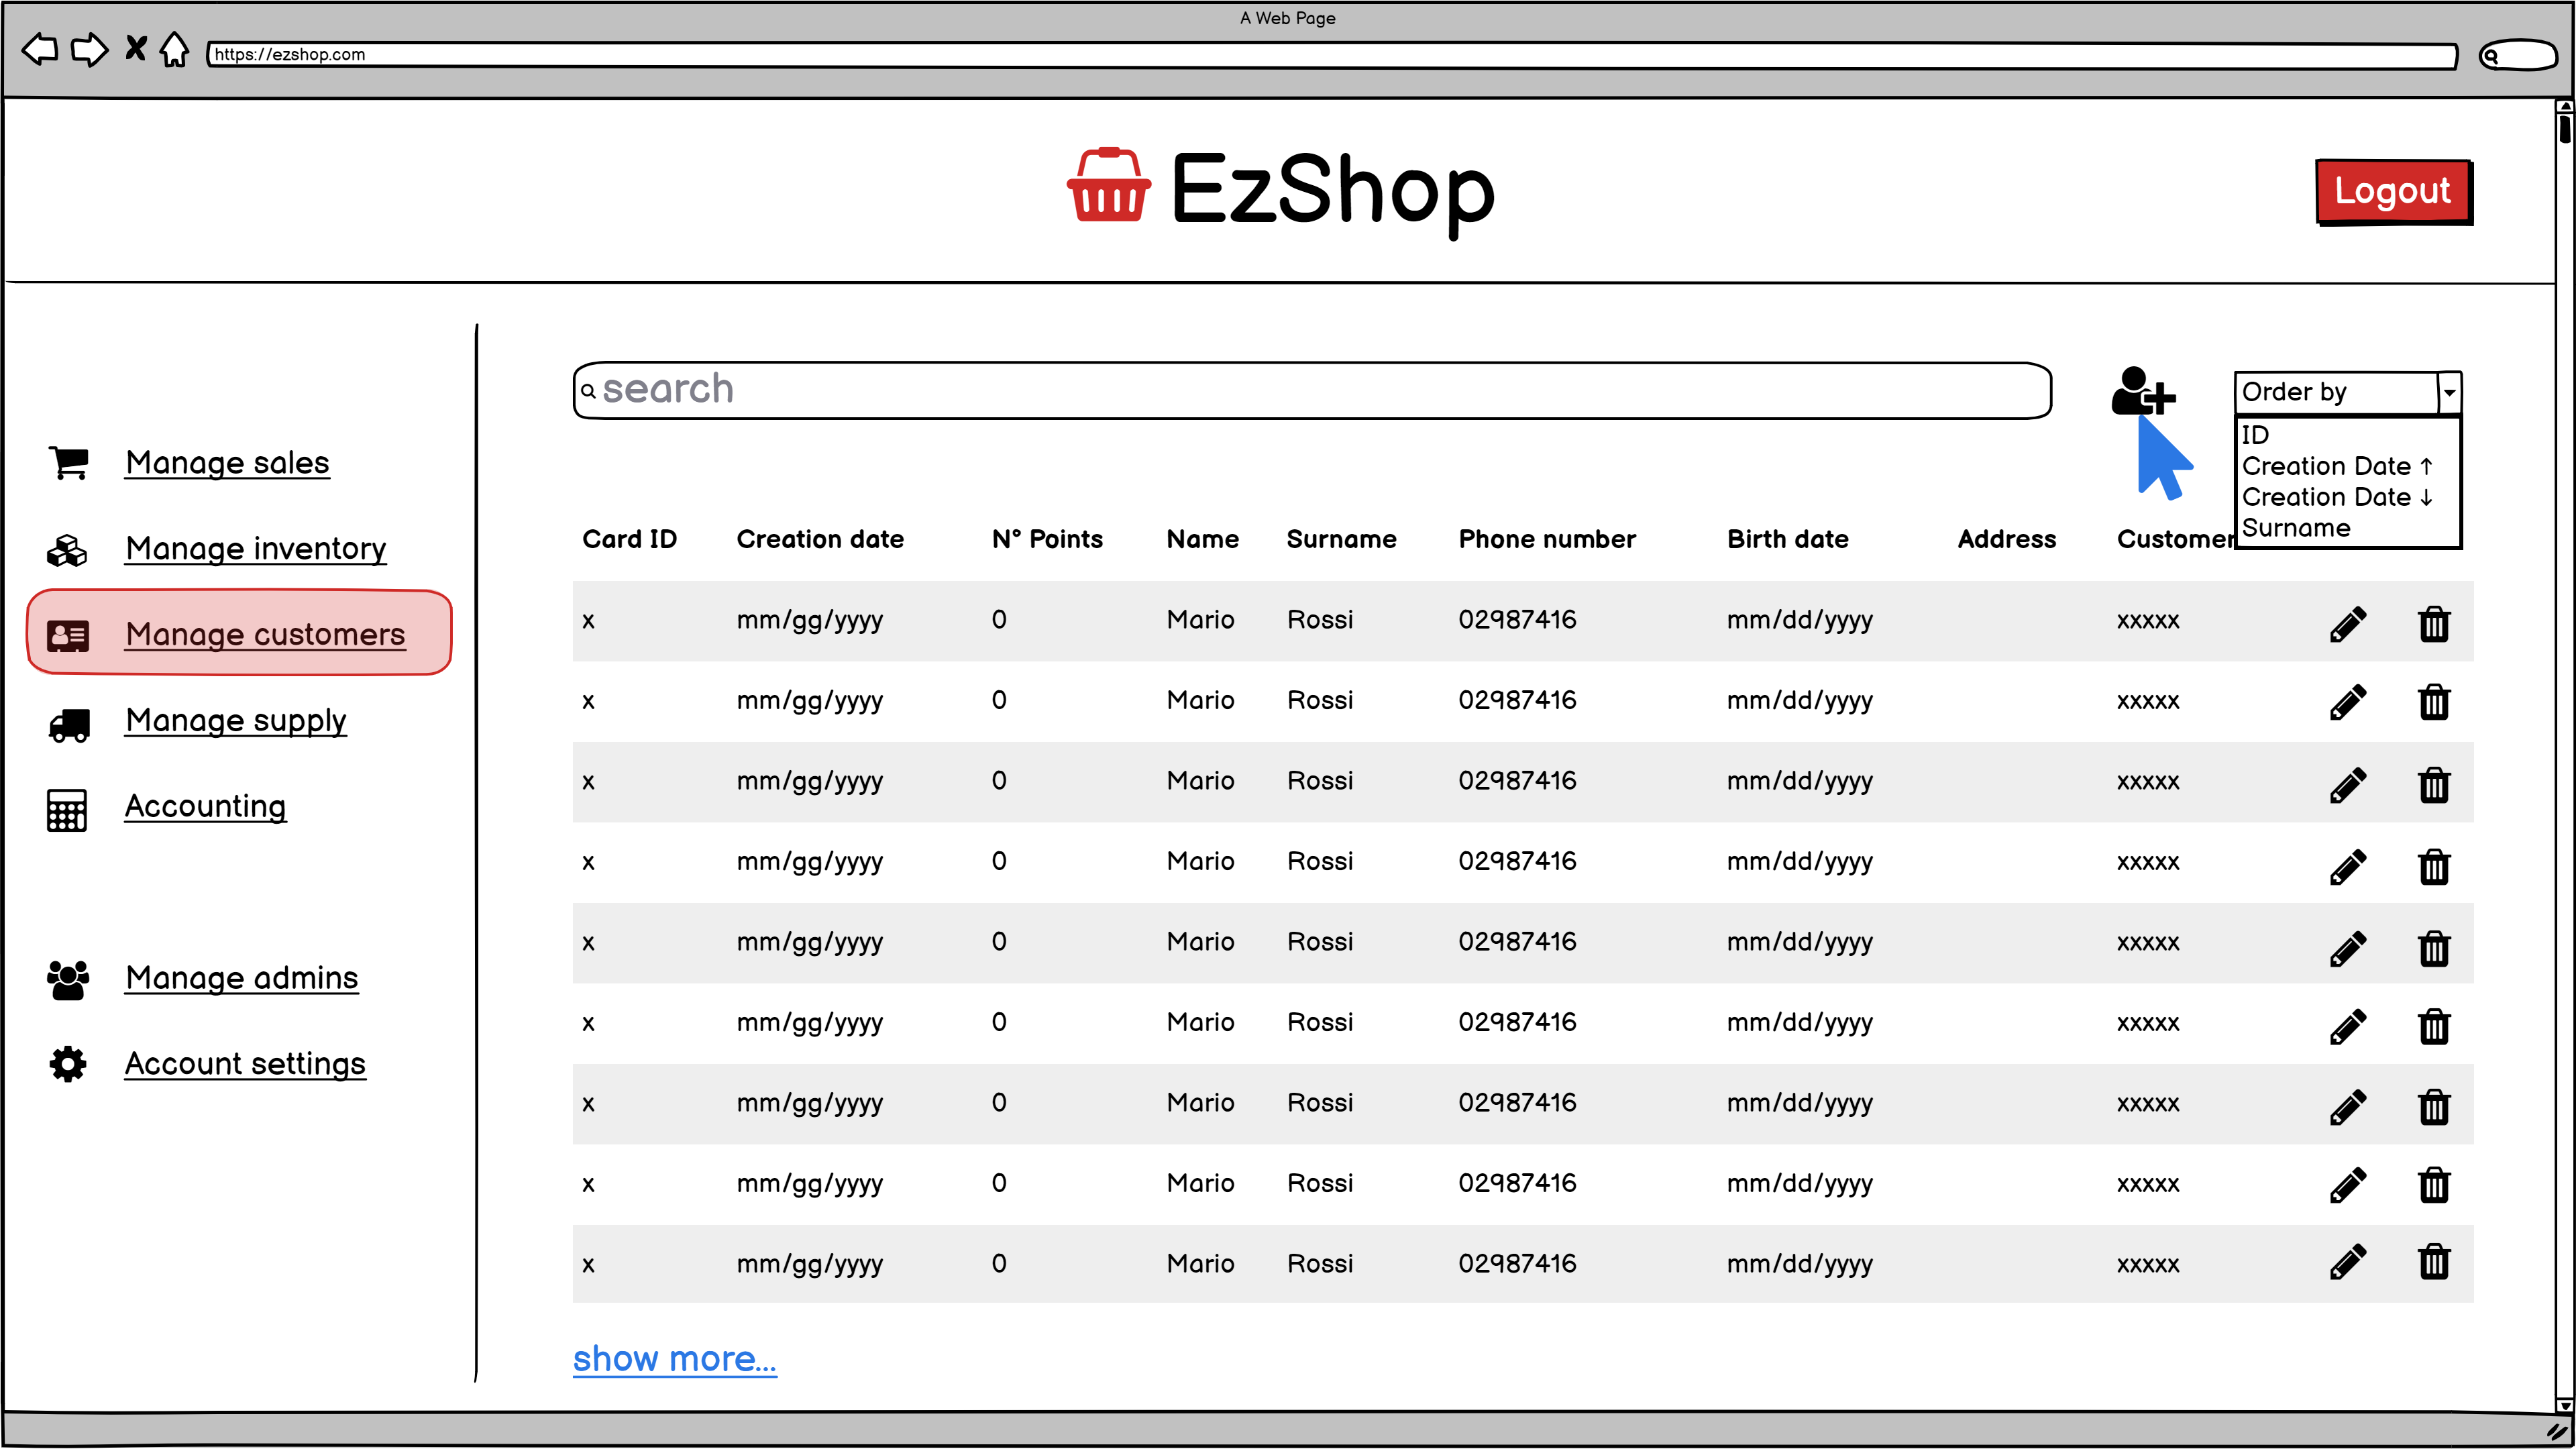 A Web Page
https://ezshop.com
EzShop
Logout
search
Order by
ID
Creation Date ↑
Creation Date ↓
Surname
Manage sales
Manage inventory
Manage customers
Manage supply
Accounting
Manage admins
Account settings
Card ID Creation date N° Points Name Surname Phone number Birth date Address Customer
x mm/gg/yyyy 0 Mario Rossi 02987416 mm/dd/yyyy xxxxx
x mm/gg/yyyy 0 Mario Rossi 02987416 mm/dd/yyyy xxxxx
x mm/gg/yyyy 0 Mario Rossi 02987416 mm/dd/yyyy xxxxx
x mm/gg/yyyy 0 Mario Rossi 02987416 mm/dd/yyyy xxxxx
x mm/gg/yyyy 0 Mario Rossi 02987416 mm/dd/yyyy xxxxx
x mm/gg/yyyy 0 Mario Rossi 02987416 mm/dd/yyyy xxxxx
x mm/gg/yyyy 0 Mario Rossi 02987416 mm/dd/yyyy xxxxx
x mm/gg/yyyy 0 Mario Rossi 02987416 mm/dd/yyyy xxxxx
x mm/gg/yyyy 0 Mario Rossi 02987416 mm/dd/yyyy xxxxx
show more...